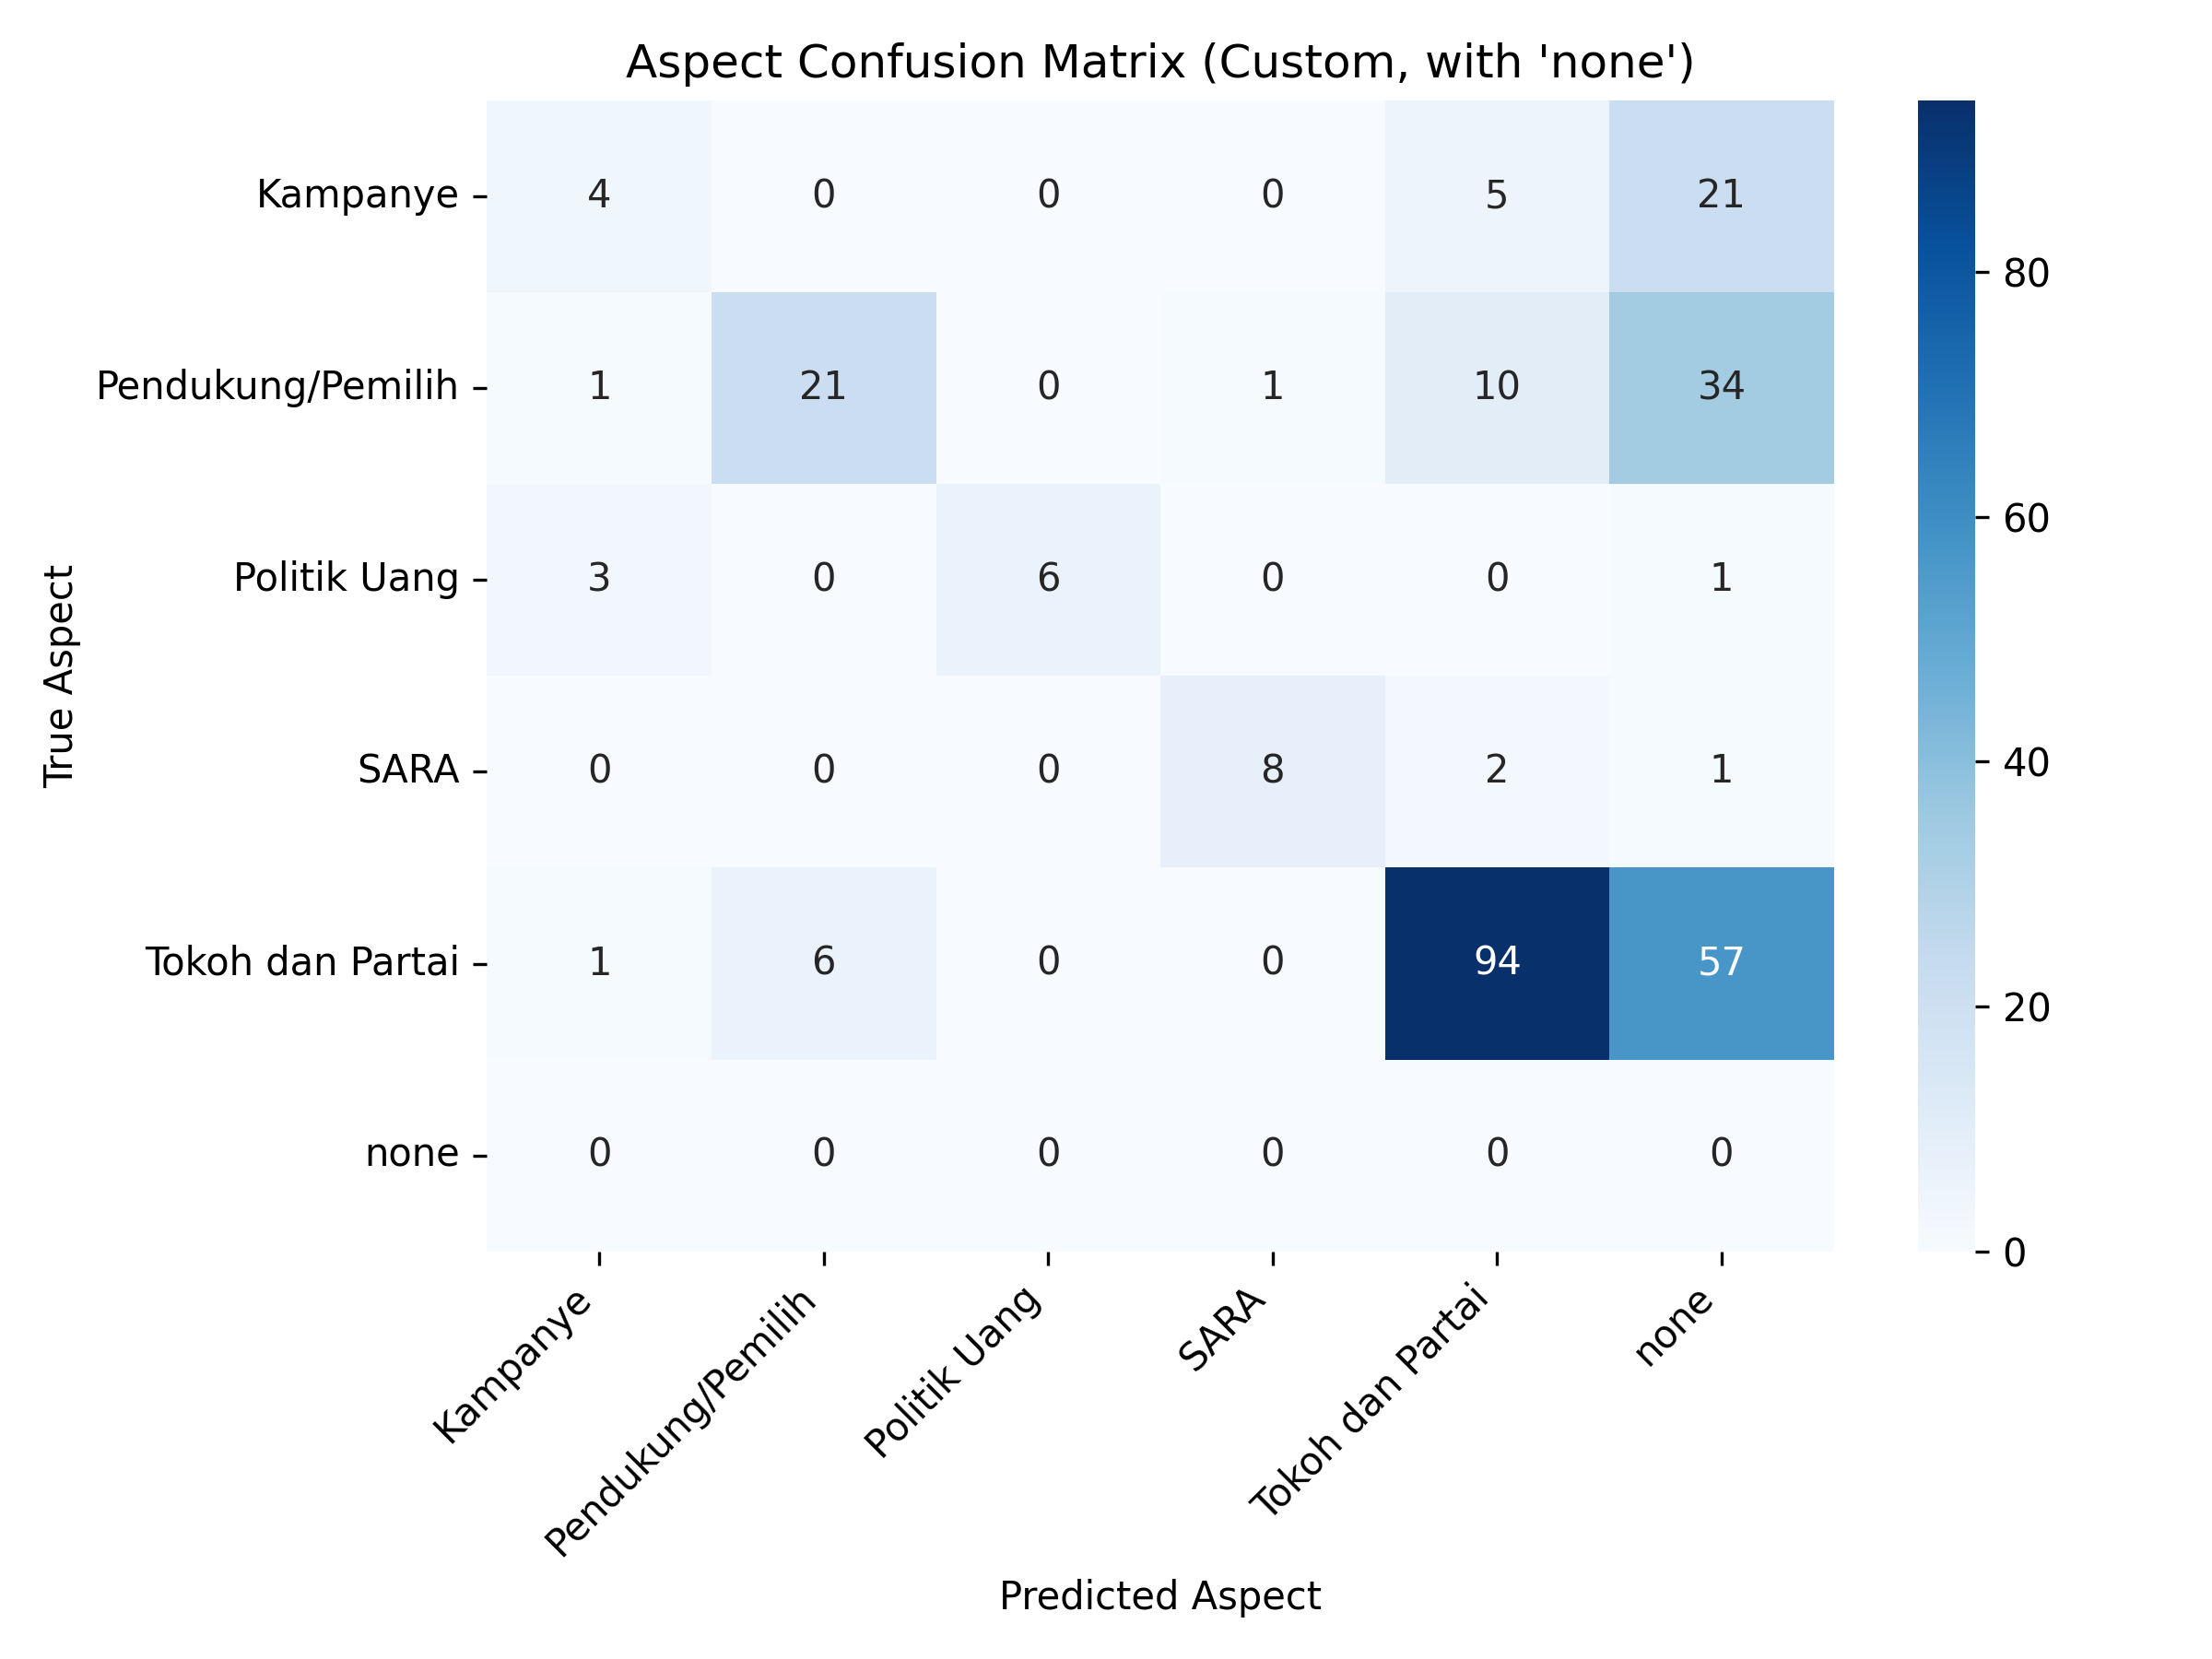 Aspect Confusion Matrix (Custom, with 'none')
True Aspect
Kampanye 4 0 0 0 5 21
Pendukung/Pemilih 1 21 0 1 10 34
Politik Uang 3 0 6 0 0 1
SARA 0 0 0 8 2 1
Tokoh dan Partai 1 6 0 0 94 57
none 0 0 0 0 0 0
Kampanye Pendukung/Pemilih Politik Uang SARA Tokoh dan Partai none
Predicted Aspect
80
60
40
20
0